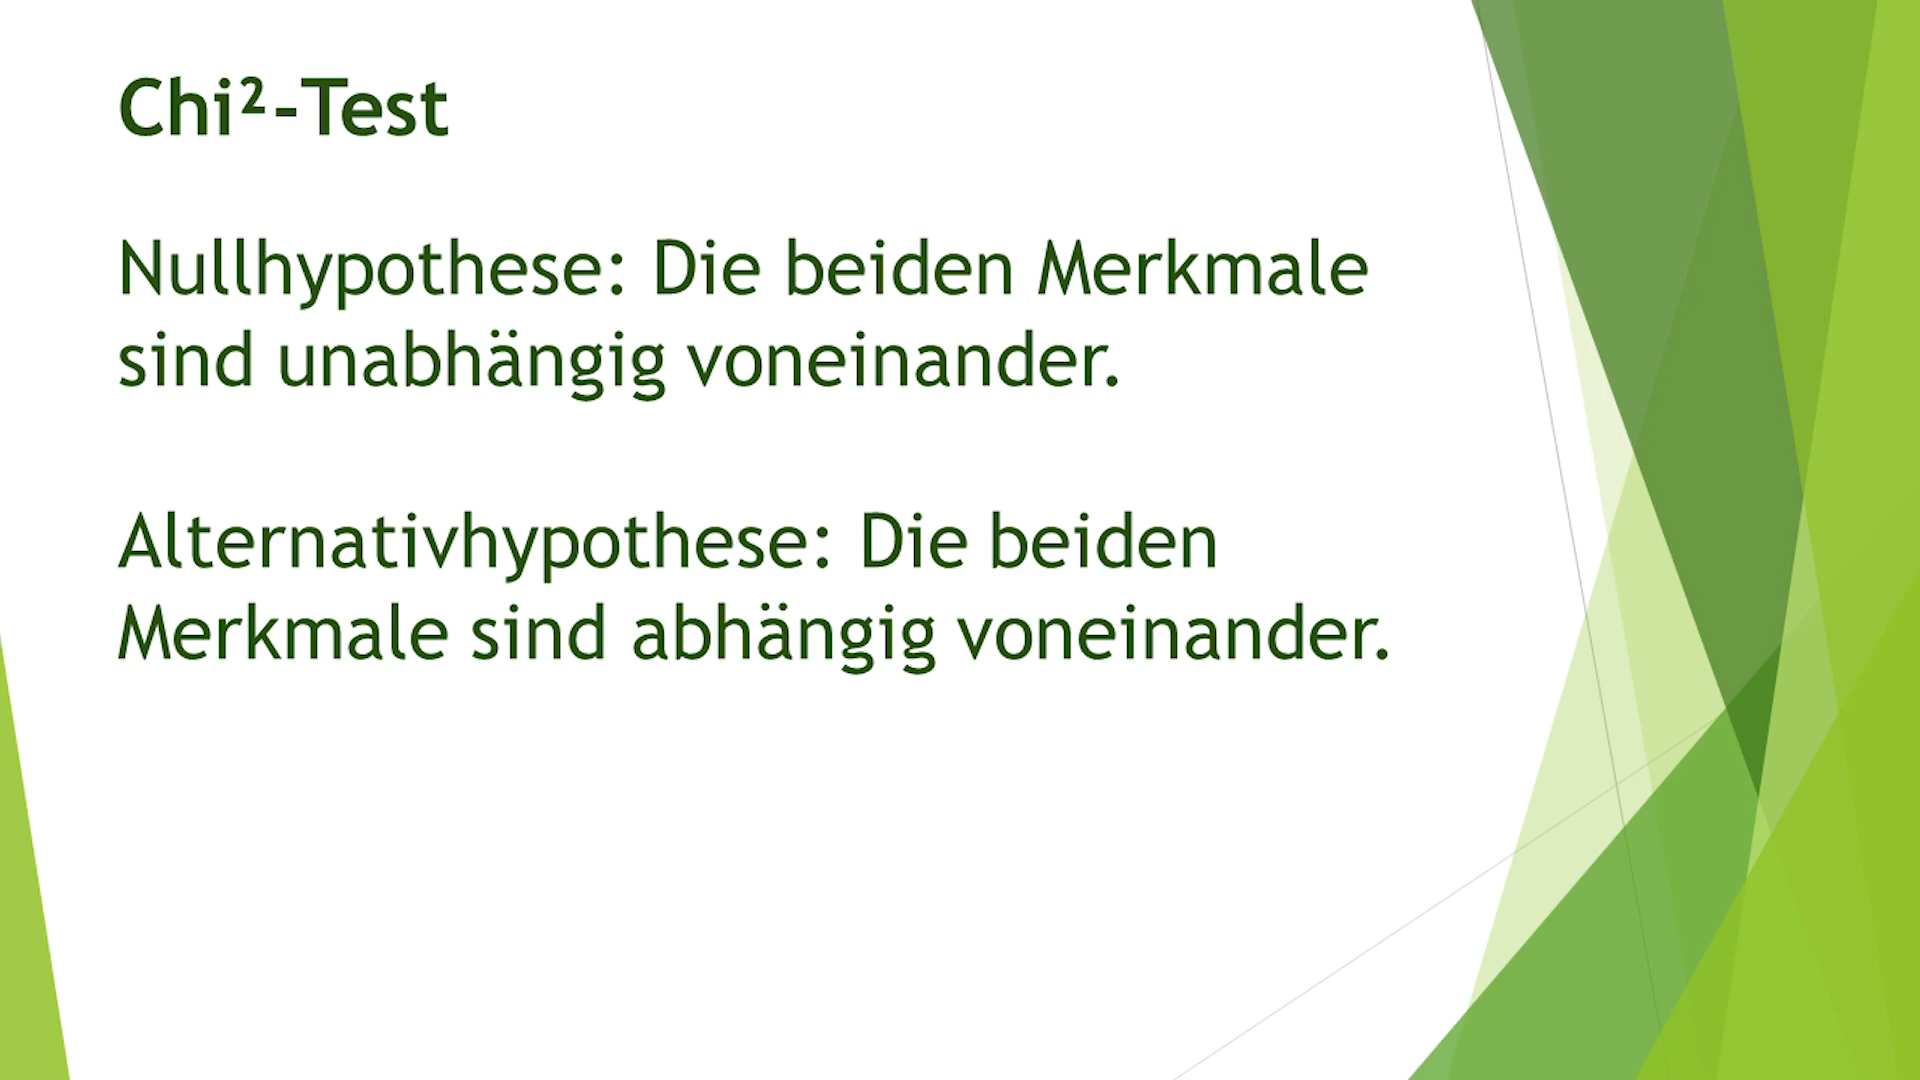 Chi²-Test
Nullhypothese: Die beiden Merkmale
sind unabhängig voneinander.
Alternativhypothese: Die beiden
Merkmale sind abhängig voneinander.